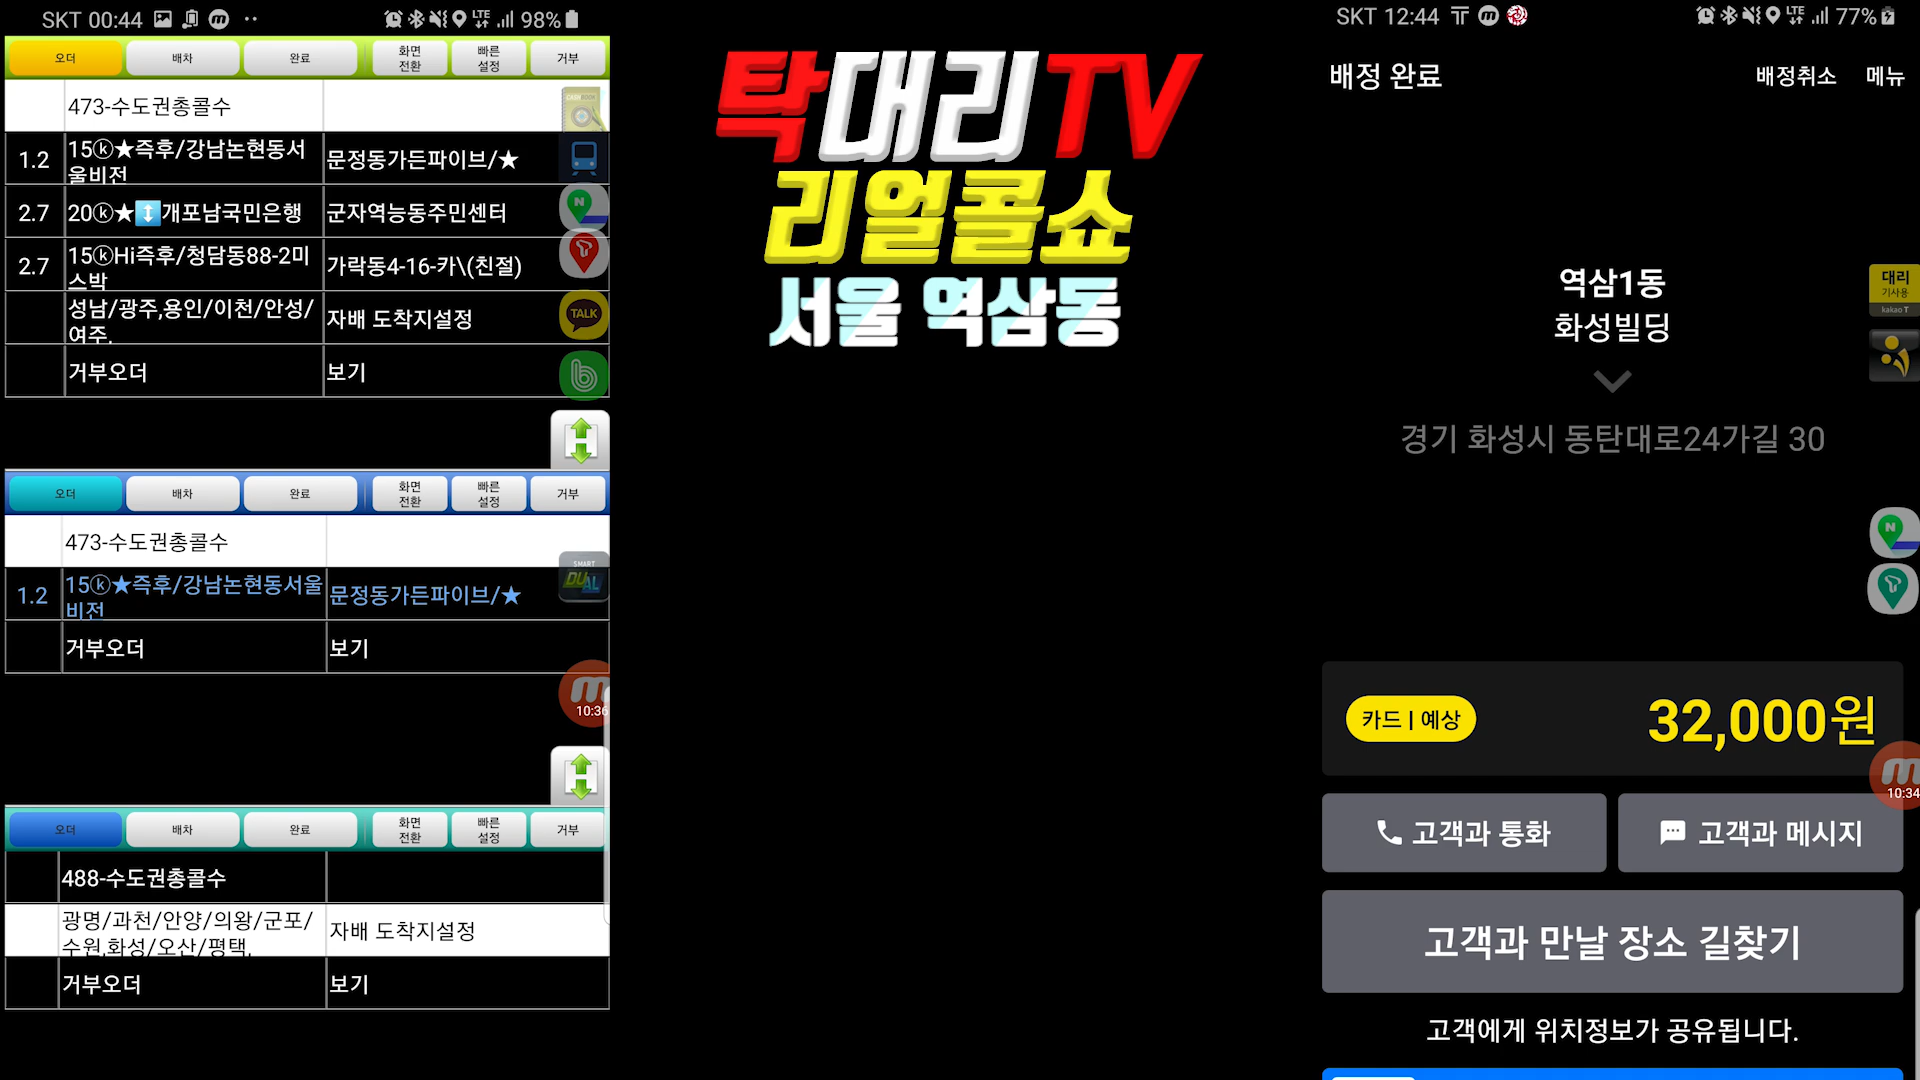 SKT 00:44
LTE
98%
오더 배차 완료 화면전환 빠른설정 거부
473-수도권총콜수
CASHBOOK
1.2 15ⓚ★즉후/강남논현동서울비전 문정동가든파이브/★
2.7 20ⓚ★↕개포남국민은행 군자역능동주민센터
N
2.7 15ⓚHi즉후/청담동88-2미스박 가락동4-16-카\(친절)
성남/광주,용인/이천/안성/여주. 자배 도착지설정
TALK
거부오더 보기
b
오더 배차 완료 화면전환 빠른설정 거부
473-수도권총콜수
SMART
DUAL
1.2 15ⓚ★즉후/강남논현동서울비전 문정동가든파이브/★
거부오더 보기
m
10:36
오더 배차 완료 화면전환 빠른설정 거부
488-수도권총콜수
광명/과천/안양/의왕/군포/수원,화성/오산/평택, 자배 도착지설정
거부오더 보기
탁대리TV
리얼콜쇼
서울 역삼동
SKT 12:44
LTE
77%
배정 완료 배정취소 메뉴
역삼1동
화성빌딩
대리
기사용
kakao T
경기 화성시 동탄대로24가길 30
N
카드 | 예상 32,000원
m
10:34
고객과 통화 고객과 메시지
고객과 만날 장소 길찾기
고객에게 위치정보가 공유됩니다.